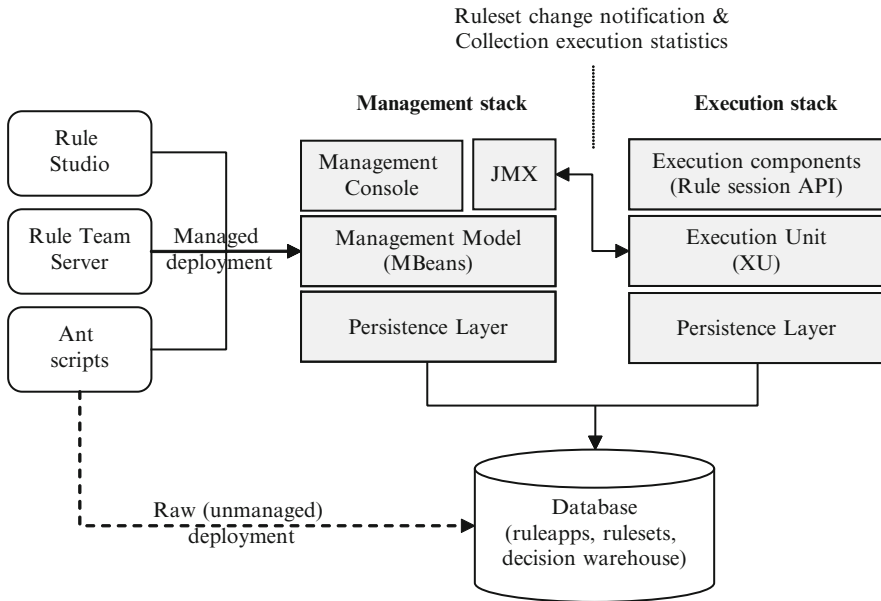 Ruleset change notification &
Collection execution statistics
Management stack
Execution stack
Rule
Studio
Management
Console
JMX
Execution components
(Rule session API)
Rule Team
Server
Managed
deployment
Management Model
(MBeans)
Execution Unit
(XU)
Ant
scripts
Persistence Layer
Persistence Layer
Raw (unmanaged)
deployment
Database
(ruleapps, rulesets,
decision warehouse)